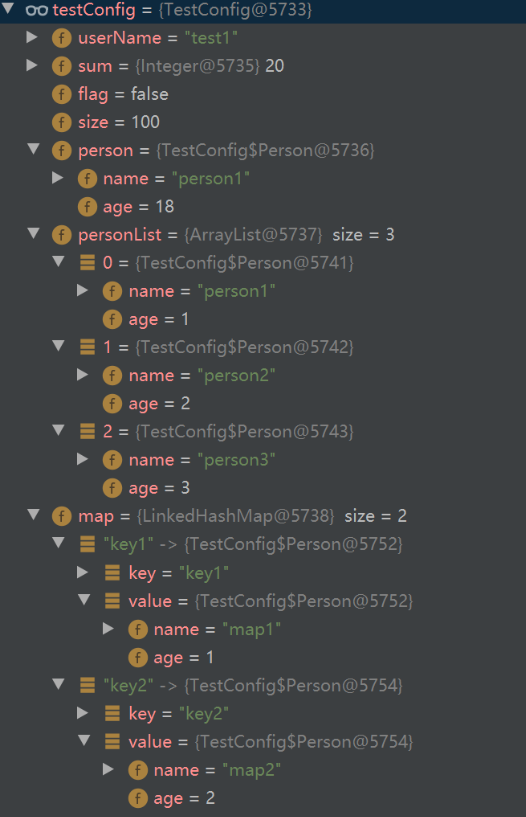 testConfig = {TestConfig@5733}
f userName = "test1"
f sum = {Integer@5735} 20
f flag = false
f size = 100
f person = {TestConfig$Person@5736}
f name = "person1"
f age = 18
f personList = {ArrayList@5737} size = 3
0 = {TestConfig$Person@5741}
f name = "person1"
f age = 1
1 = {TestConfig$Person@5742}
f name = "person2"
f age = 2
2 = {TestConfig$Person@5743}
f name = "person3"
f age = 3
f map = {LinkedHashMap@5738} size = 2
"key1" -> {TestConfig$Person@5752}
key = "key1"
value = {TestConfig$Person@5752}
f name = "map1"
f age = 1
"key2" -> {TestConfig$Person@5754}
key = "key2"
value = {TestConfig$Person@5754}
f name = "map2"
f age = 2